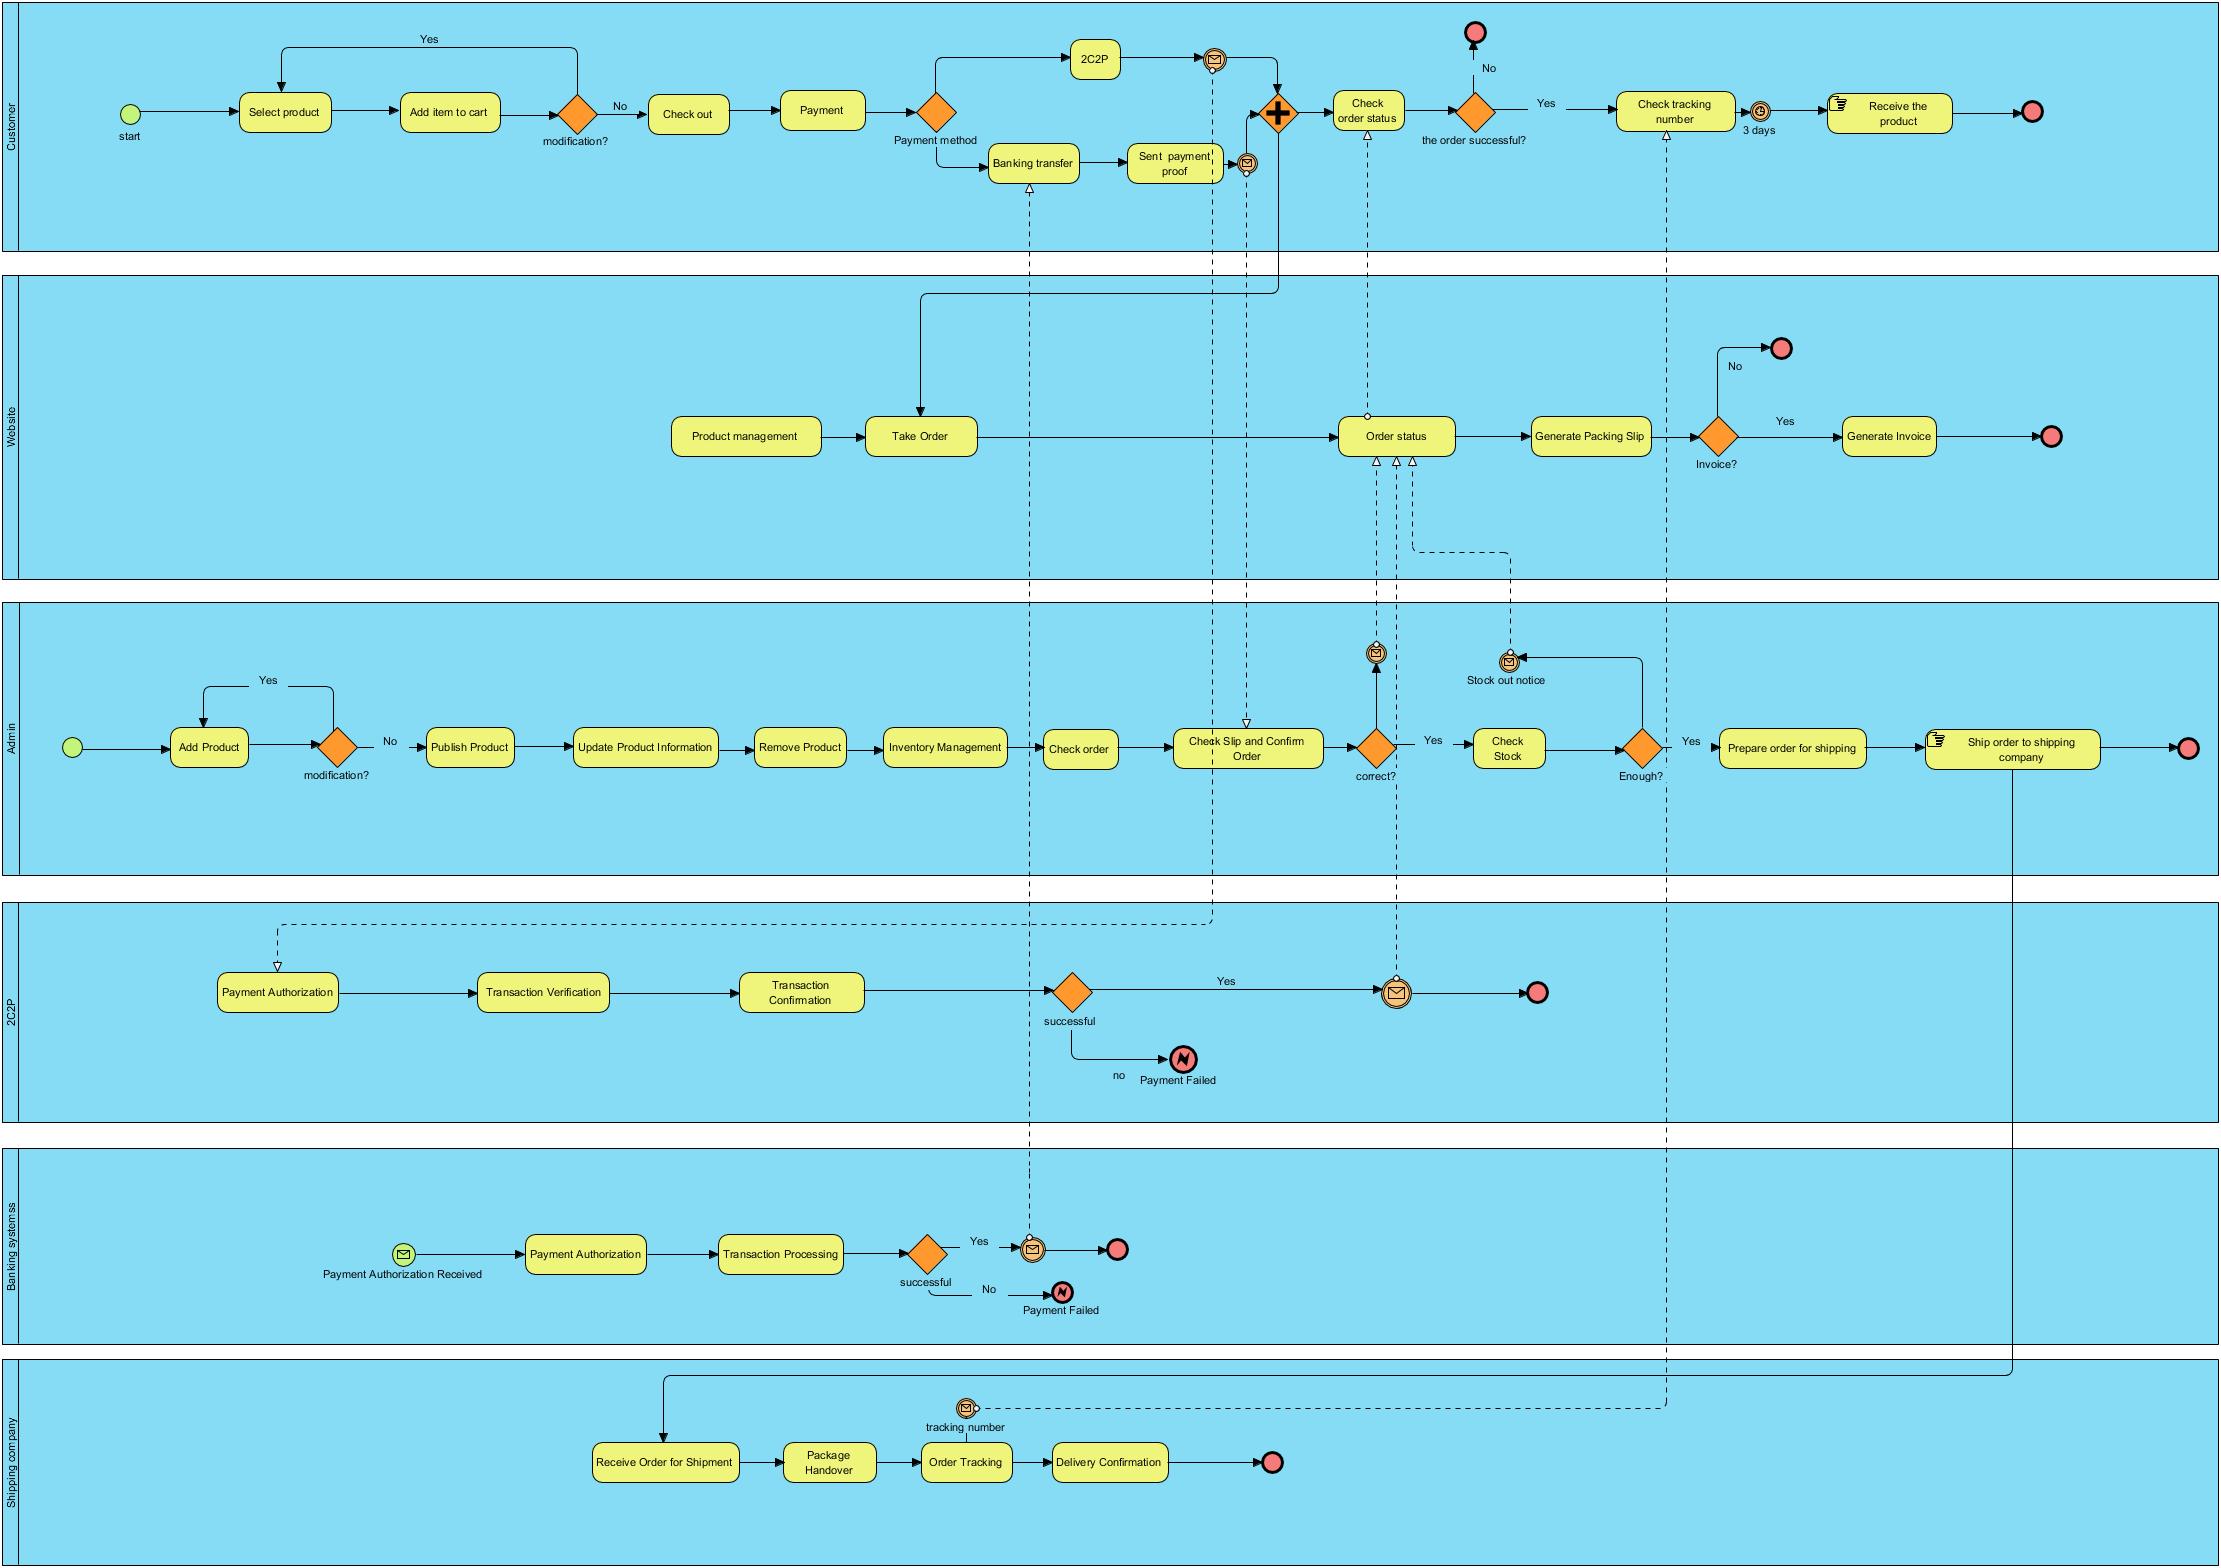 Customer
Yes
start
Select product
Add item to cart
modification?
No
Check out
Payment
Payment method
2C2P
Banking transfer
Sent payment
proof
Check
order status
No
the order successful?
Yes
Check tracking
number
3 days
Receive the
product
Website
Product management
Take Order
Order status
Generate Packing Slip
No
Invoice?
Yes
Generate Invoice
Admin
Yes
Add Product
modification?
No
Publish Product
Update Product Information
Remove Product
Inventory Management
Check order
Check Slip and Confirm
Order
correct?
Yes
Stock out notice
Check
Stock
Enough?
Yes
Prepare order for shipping
Ship order to shipping
company
2C2P
Payment Authorization
Transaction Verification
Transaction
Confirmation
successful
Yes
no
Payment Failed
Banking systemss
Payment Authorization Received
Payment Authorization
Transaction Processing
successful
Yes
No
Payment Failed
Shipping company
Receive Order for Shipment
Package
Handover
tracking number
Order Tracking
Delivery Confirmation